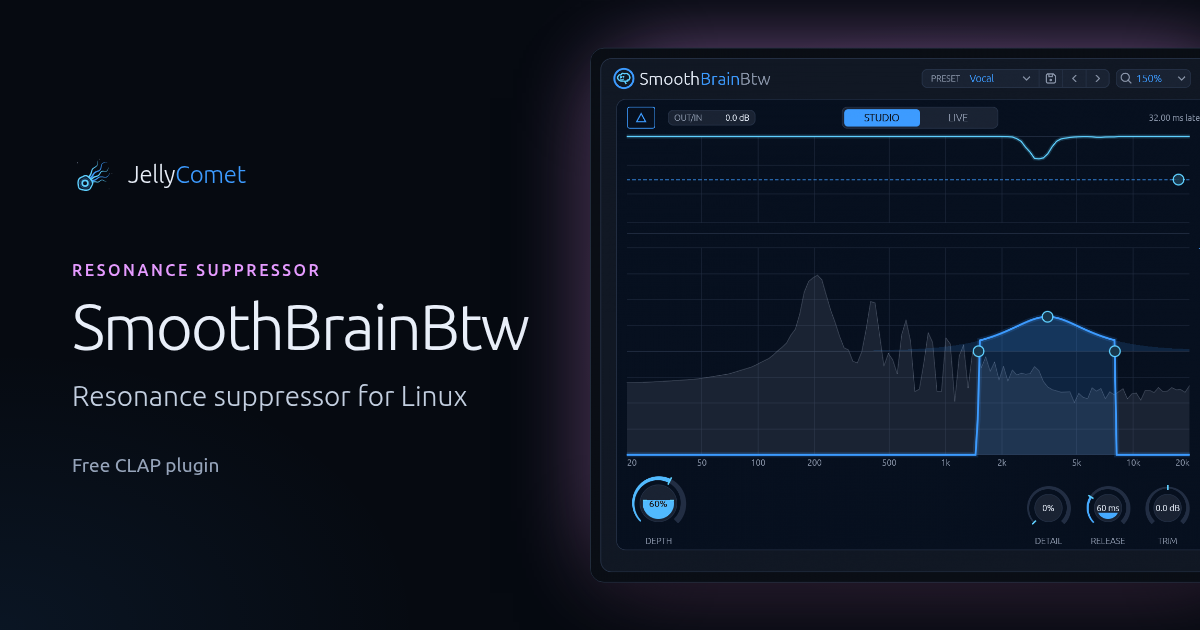 JellyComet
RESONANCE SUPPRESSOR
SmoothBrainBtw
Resonance suppressor for Linux
Free CLAP plugin
SmoothBrainBtw
PRESET Vocal
150%
OUT/IN 0.0 dB
STUDIO LIVE
32.00 ms late
20 50 100 200 500 1k 2k 5k 10k 20k
60% 0% 60 ms 0.0 dB
DEPTH DETAIL RELEASE TRIM